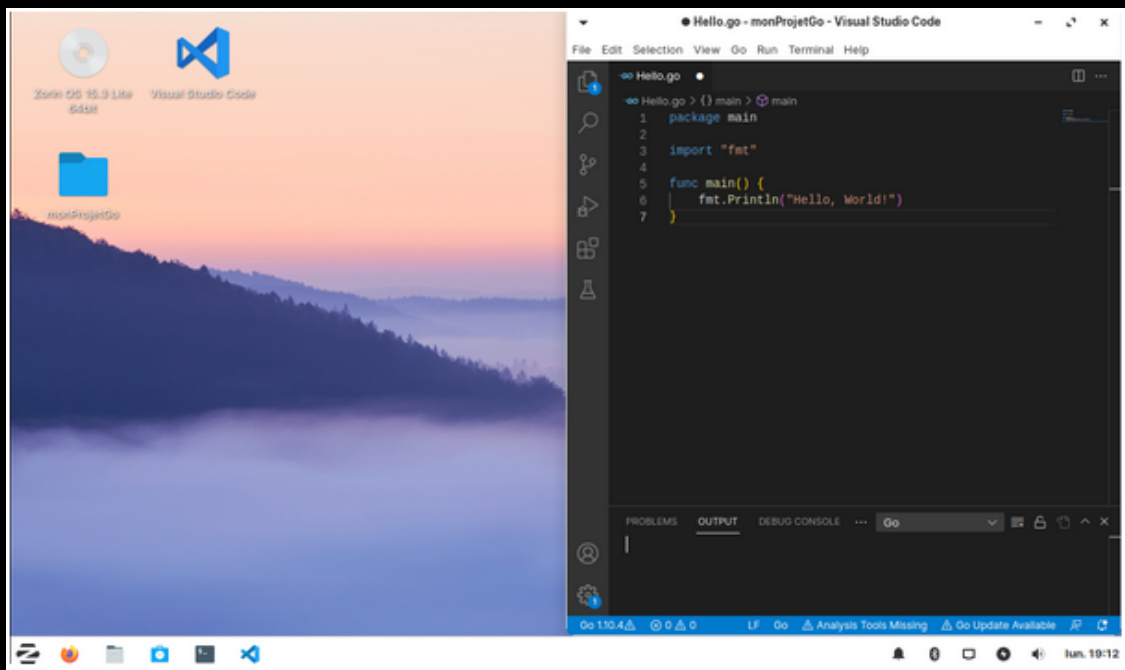 Zorin OS 15.3 Lite
64bit
Visual Studio Code
monProjetGo
Hello.go - monProjetGo - Visual Studio Code
File Edit Selection View Go Run Terminal Help
Hello.go
Hello.go > {} main > main
1 package main
2
3 import "fmt"
4
5 func main() {
6 fmt.Println("Hello, World!")
7 }
PROBLEMS OUTPUT DEBUG CONSOLE ... Go
Go 1.10.4 0 0 LF Go Analysis Tools Missing Go Update Available
lun. 19:12
1
1